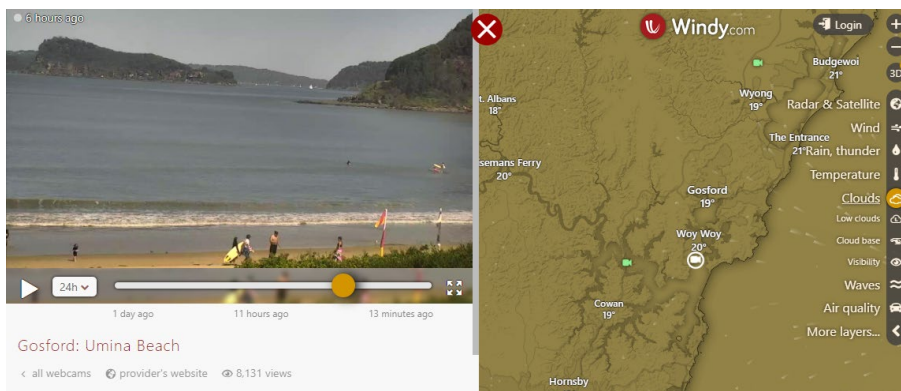 6 hours ago
24h
1 day ago
11 hours ago
13 minutes ago
Gosford: Umina Beach
all webcams
provider's website
8,131 views
Windy.com
Login
3D
Budgewoi
21°
Wyong
19°
t. Albans
18°
The Entrance
21°
semans Ferry
20°
Gosford
19°
Woy Woy
20°
Cowan
19°
Hornsby
Radar & Satellite
Wind
Rain, thunder
Temperature
Clouds
Low clouds
Cloud base
Visibility
Waves
Air quality
More layers...